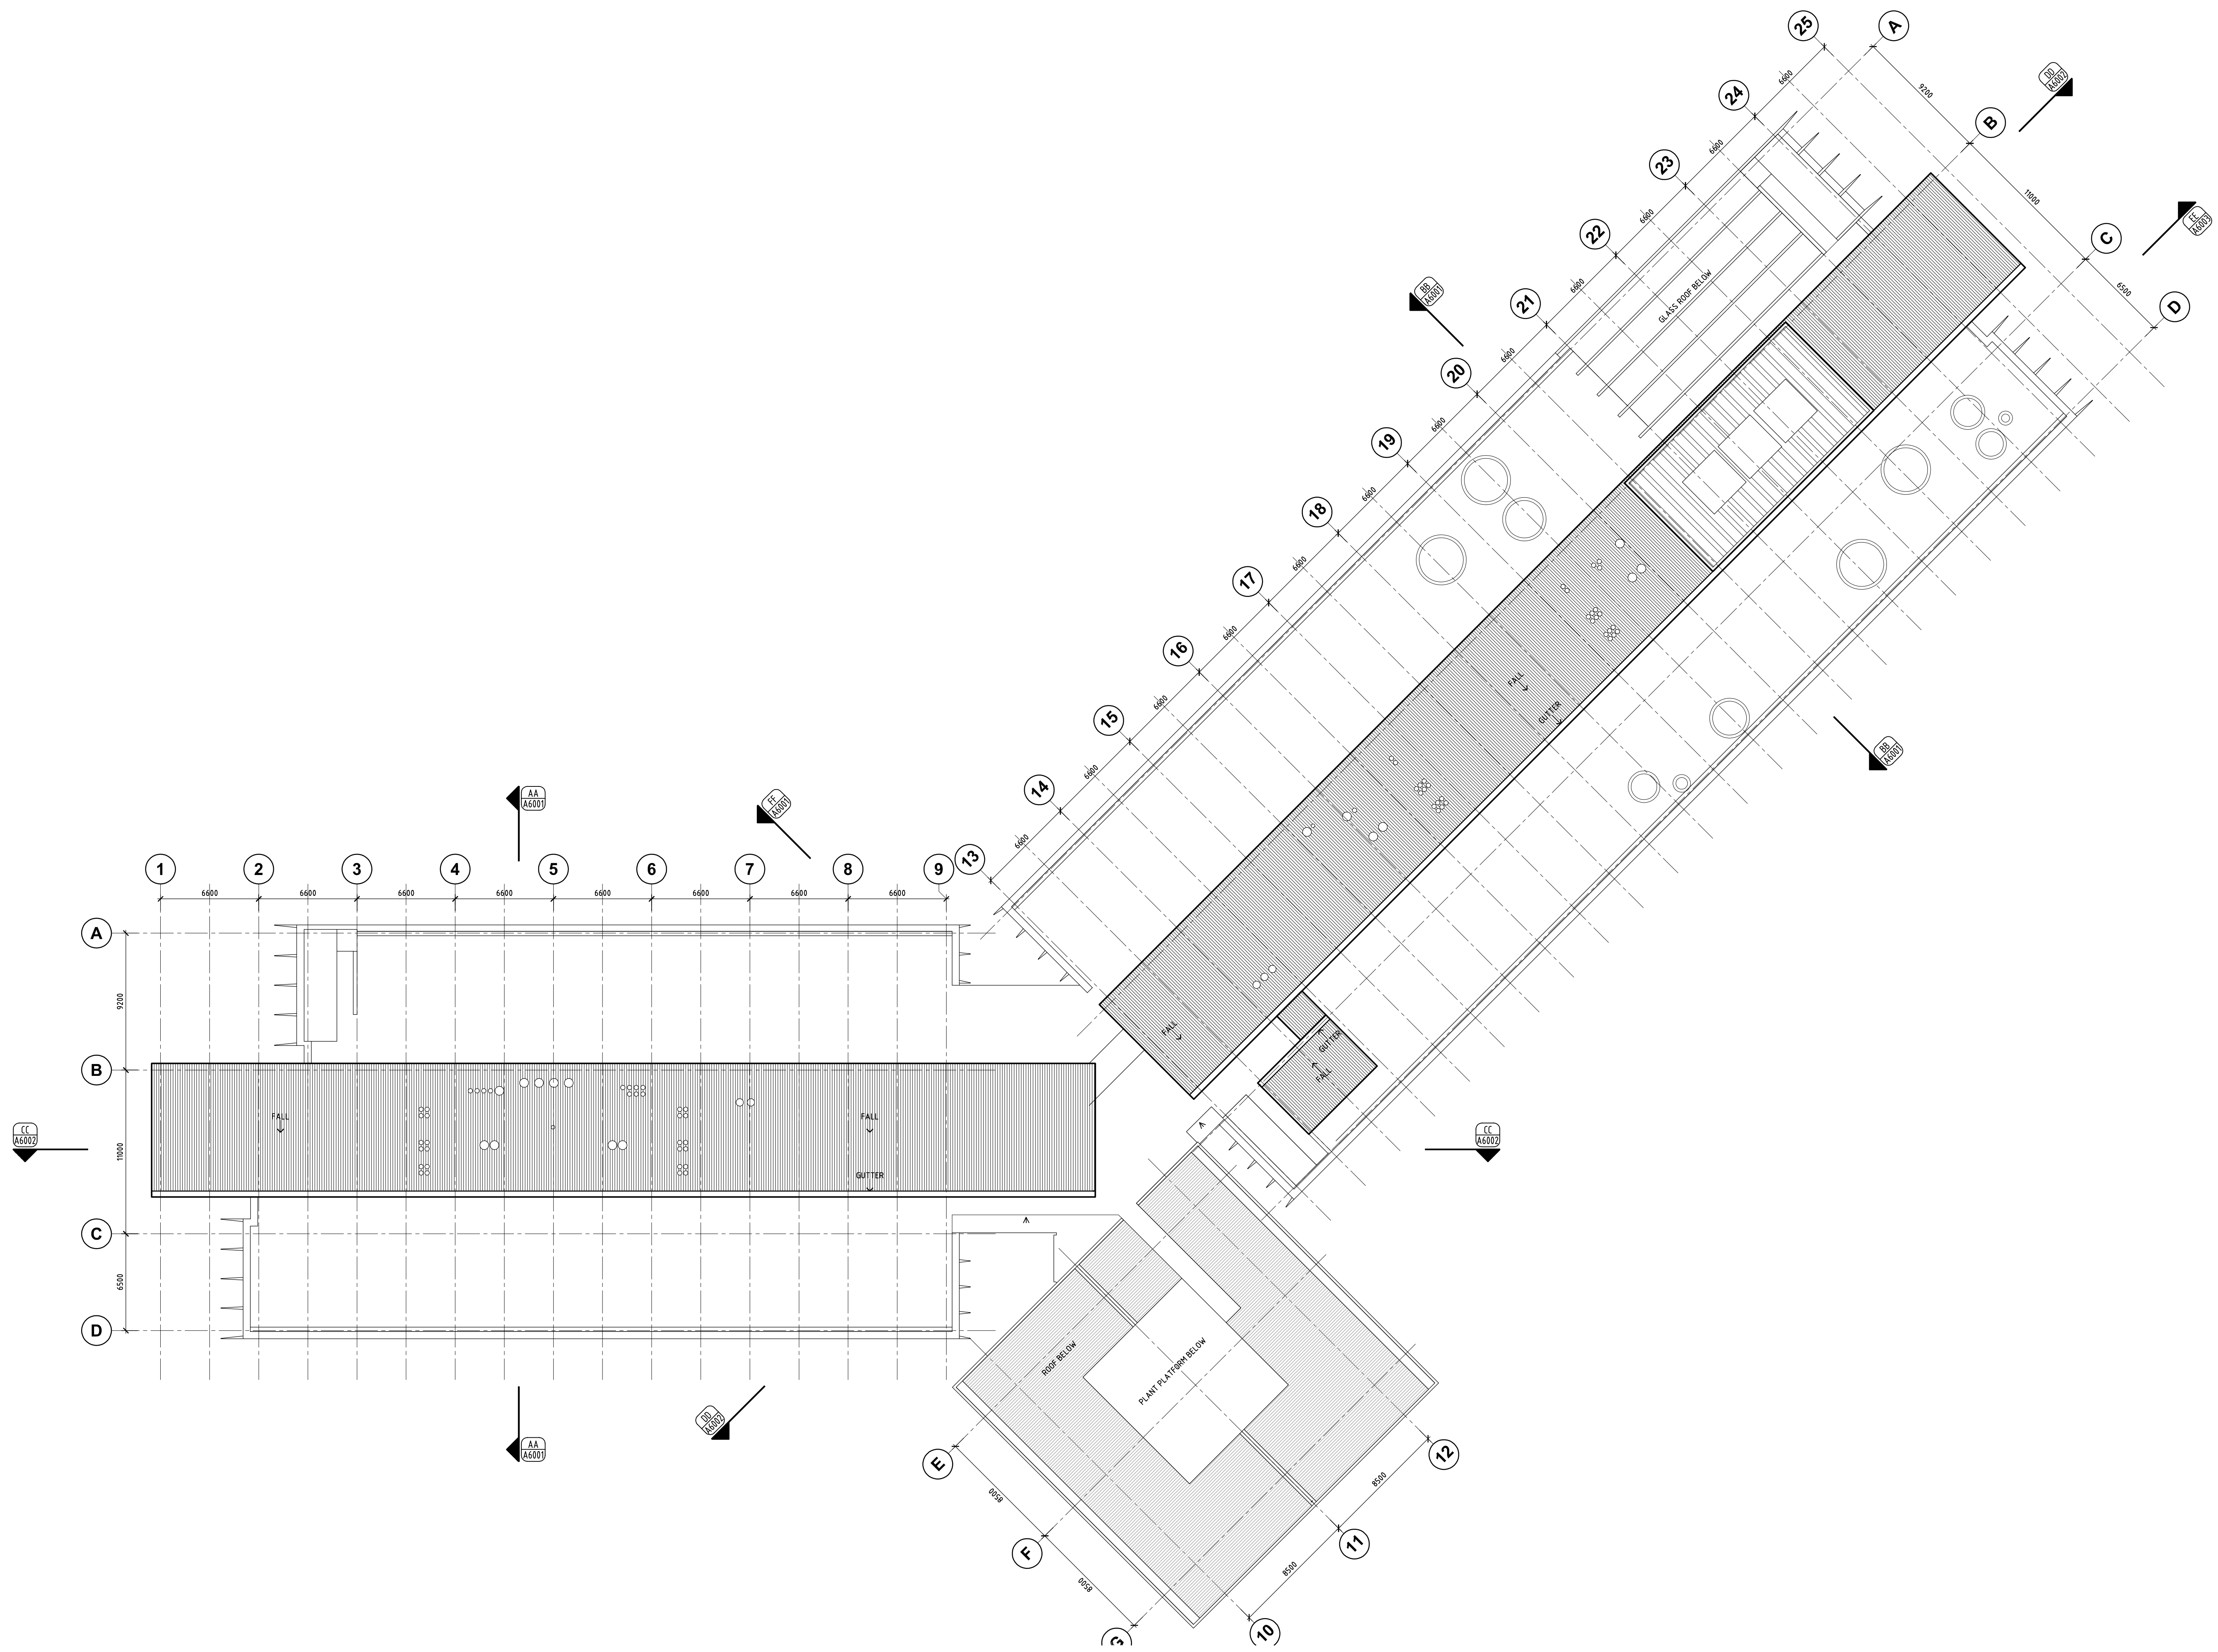 25
A
DD
A6002
6600
9200
24
B
6600
23
11000
EE
A6003
6600
22
C
BB
A6001
6600
GLASS ROOF BELOW
6500
21
D
6600
20
6600
19
6600
18
6600
17
6600
16
FALL
6600
GUTTER
15
BB
A6001
6600
14
6600
13
AA
A6001
FF
A6001
1
2
3
4
5
6
7
8
9
6600
6600
6600
6600
6600
6600
6600
6600
A
9200
FALL
GUTTER
FALL
B
FALL
FALL
CC
A6002
11000
CC
A6002
GUTTER
C
6500
D
ROOF BELOW
PLANT PLATFORM BELOW
DD
A6002
AA
A6001
E
12
8500
8500
F
11
8500
8500
G
10